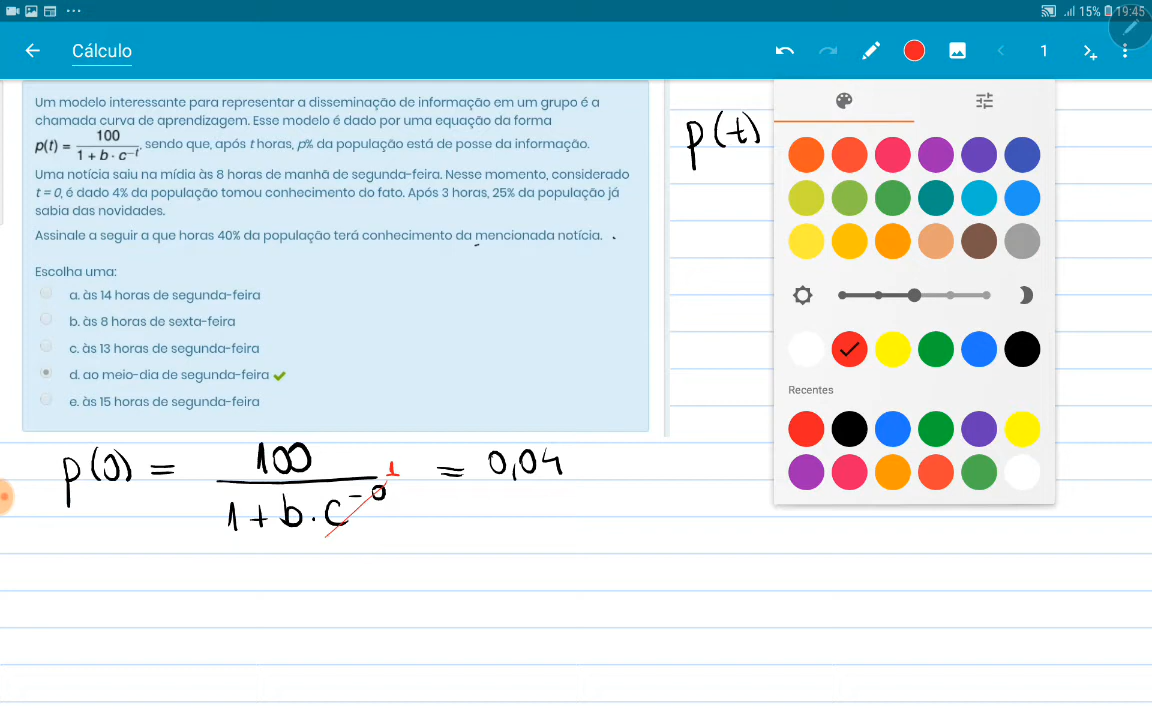 15% 19:45
Cálculo
1
Um modelo interessante para representar a disseminação de informação em um grupo é a
chamada curva de aprendizagem. Esse modelo é dado por uma equação da forma
p(t) = 100 / 1 + b · c^-t, sendo que, após t horas, p% da população está de posse da informação.
Uma notícia saiu na mídia às 8 horas de manhã de segunda-feira. Nesse momento, considerado
t = 0, é dado 4% da população tomou conhecimento do fato. Após 3 horas, 25% da população já
sabia das novidades.
Assinale a seguir a que horas 40% da população terá conhecimento da mencionada notícia.
Escolha uma:
a. às 14 horas de segunda-feira
b. às 8 horas de sexta-feira
c. às 13 horas de segunda-feira
d. ao meio-dia de segunda-feira
e. às 15 horas de segunda-feira
p(t)
Recentes
p(0) = 100 / 1 + b · c^-0 1 = 0,04